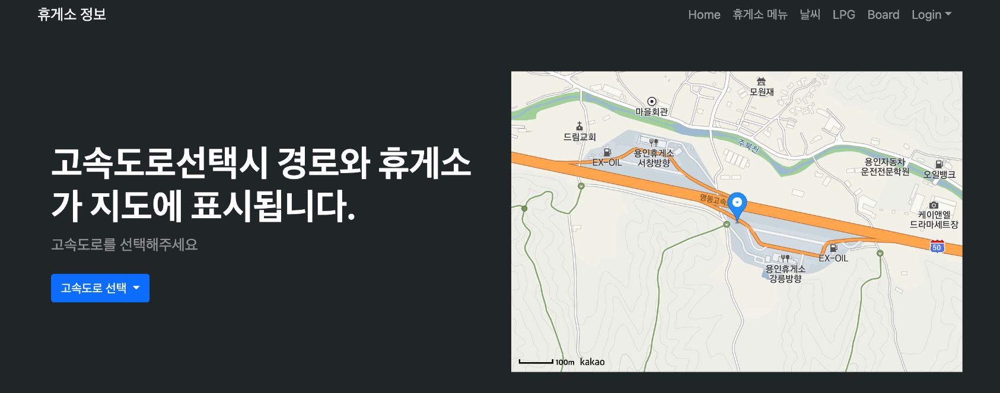 휴게소 정보
Home 휴게소 메뉴 날씨 LPG Board Login
고속도로선택시 경로와 휴게소
가 지도에 표시됩니다.
고속도로를 선택해주세요
고속도로 선택
모원재
마을회관
드림교회
주북천
EX-OIL
용인휴게소
서창방향
용인자동차
운전전문학원
오일뱅크
영동고속
케이앤엘
드라마세트장
50
EX-OIL
용인휴게소
강릉방향
100m kakao